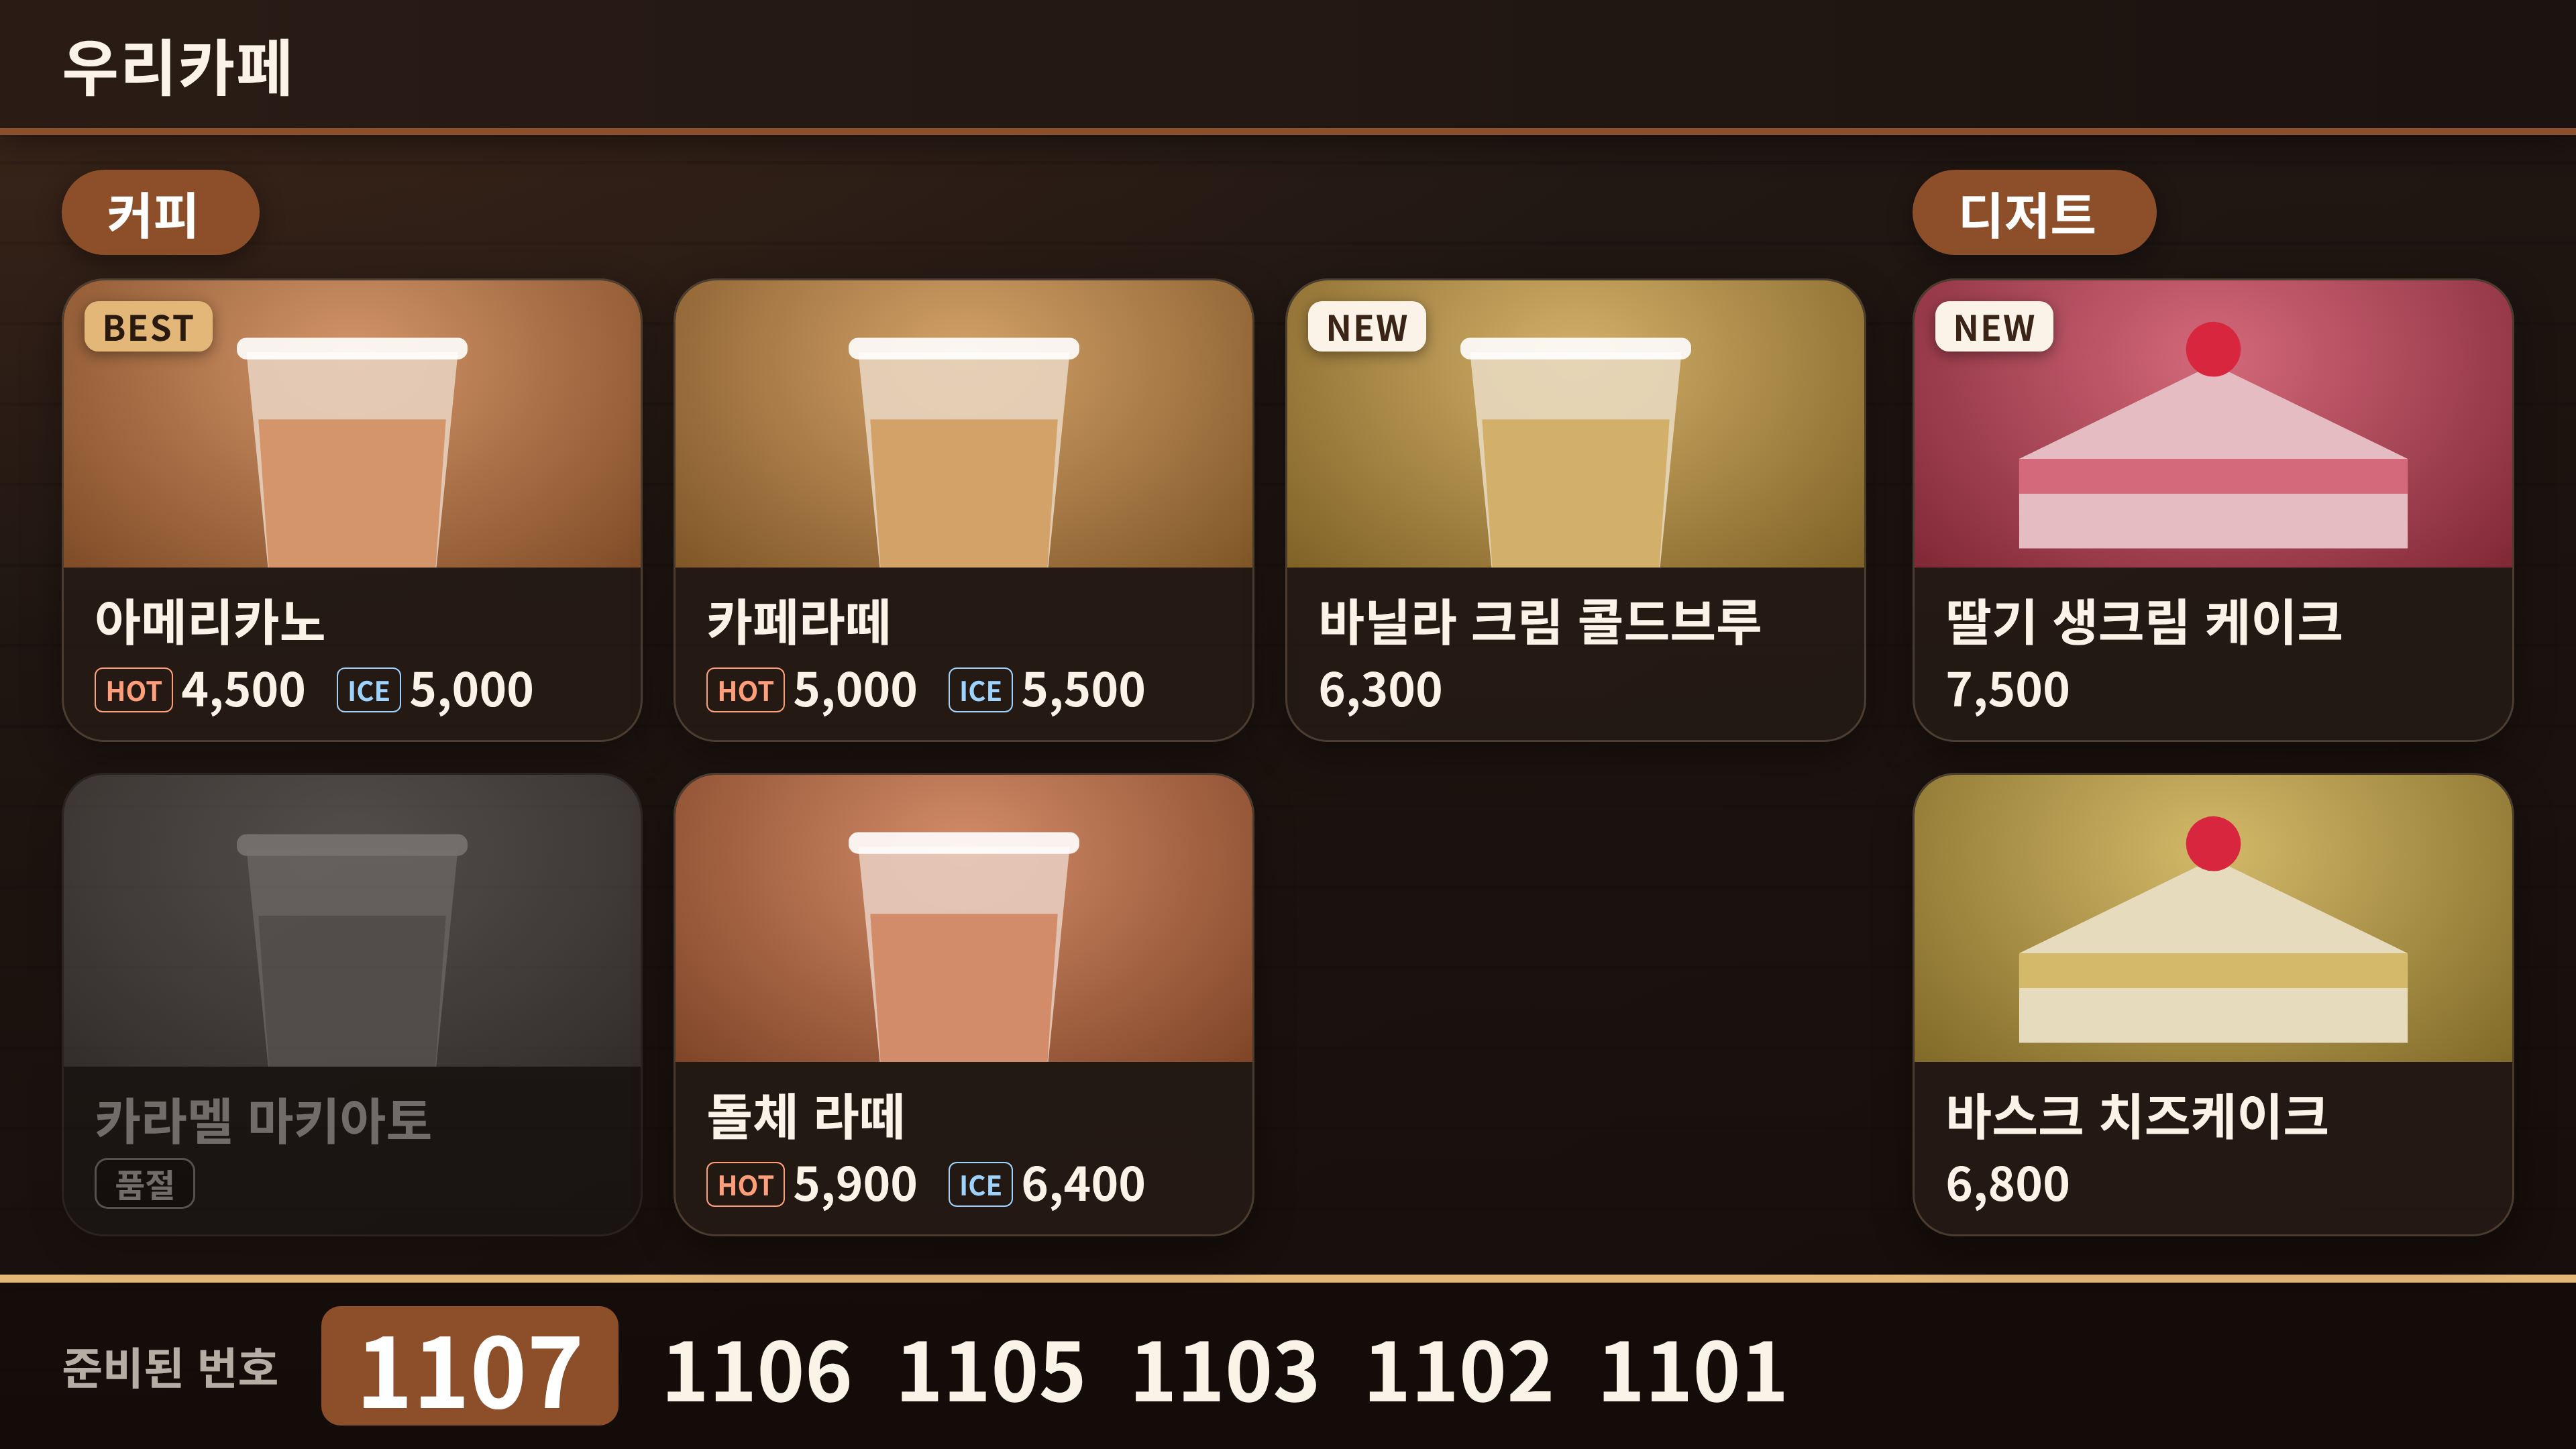 우리카페
커피
BEST
아메리카노
HOT 4,500 ICE 5,000
카페라떼
HOT 5,000 ICE 5,500
NEW
바닐라 크림 콜드브루
6,300
카라멜 마키아토
품절
돌체 라떼
HOT 5,900 ICE 6,400
디저트
NEW
딸기 생크림 케이크
7,500
바스크 치즈케이크
6,800
준비된 번호 1107 1106 1105 1103 1102 1101